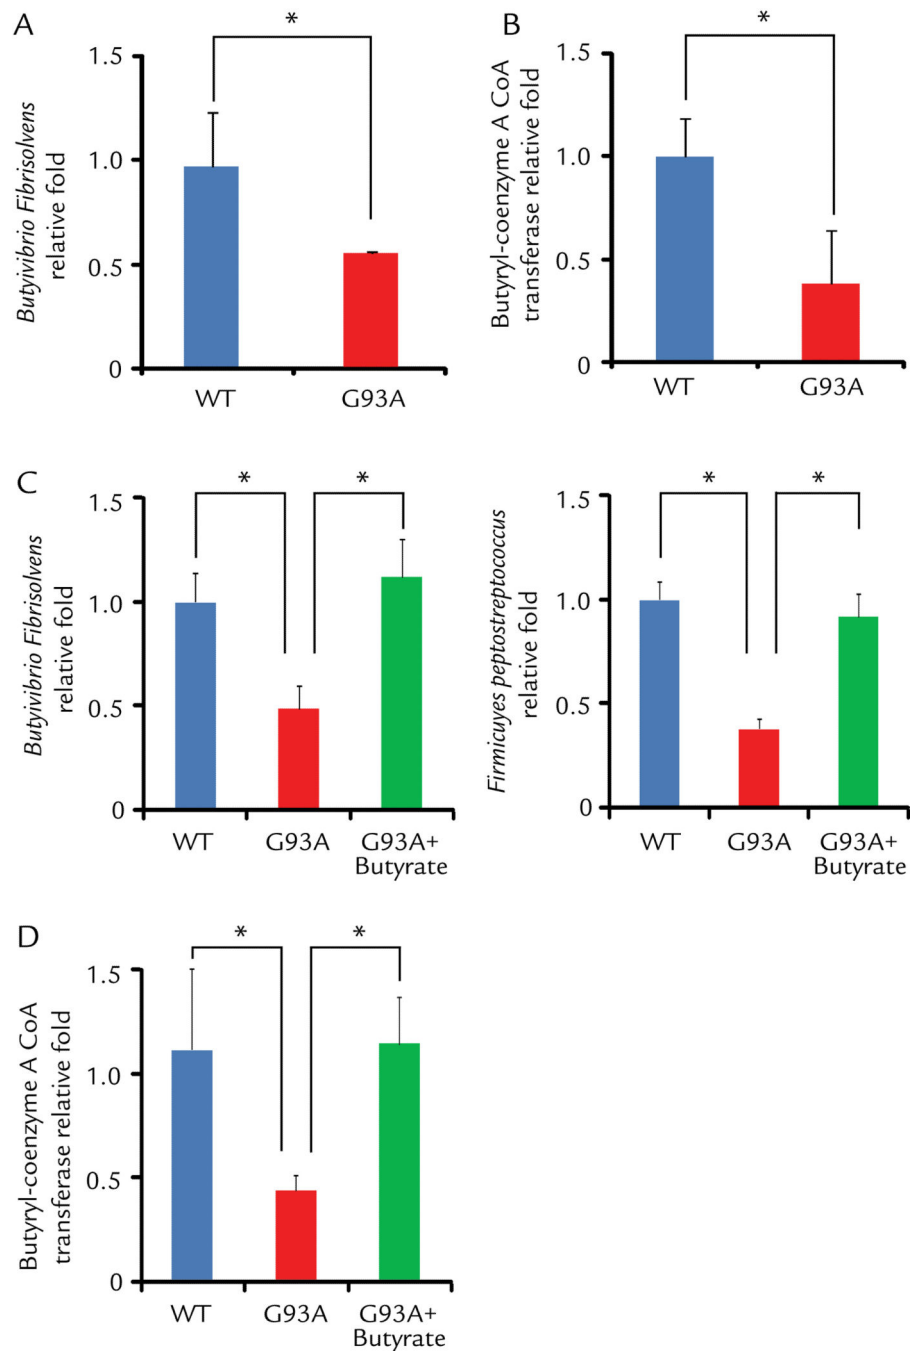 A
*
Butyivibrio Fibrisolvens
relative fold
1.5
1.0
0.5
0
WT
G93A
B
*
Butyryl-coenzyme A CoA
transferase relative fold
1.5
1.0
0.5
0
WT
G93A
C
*
*
Butyivibrio Fibrisolvens
relative fold
1.5
1.0
0.5
0
WT
G93A
G93A+
Butyrate
*
*
Firmicuyes peptostreptococcus
relative fold
1.5
1.0
0.5
0
WT
G93A
G93A+
Butyrate
D
*
*
Butyryl-coenzyme A CoA
transferase relative fold
1.5
1.0
0.5
0
WT
G93A
G93A+
Butyrate